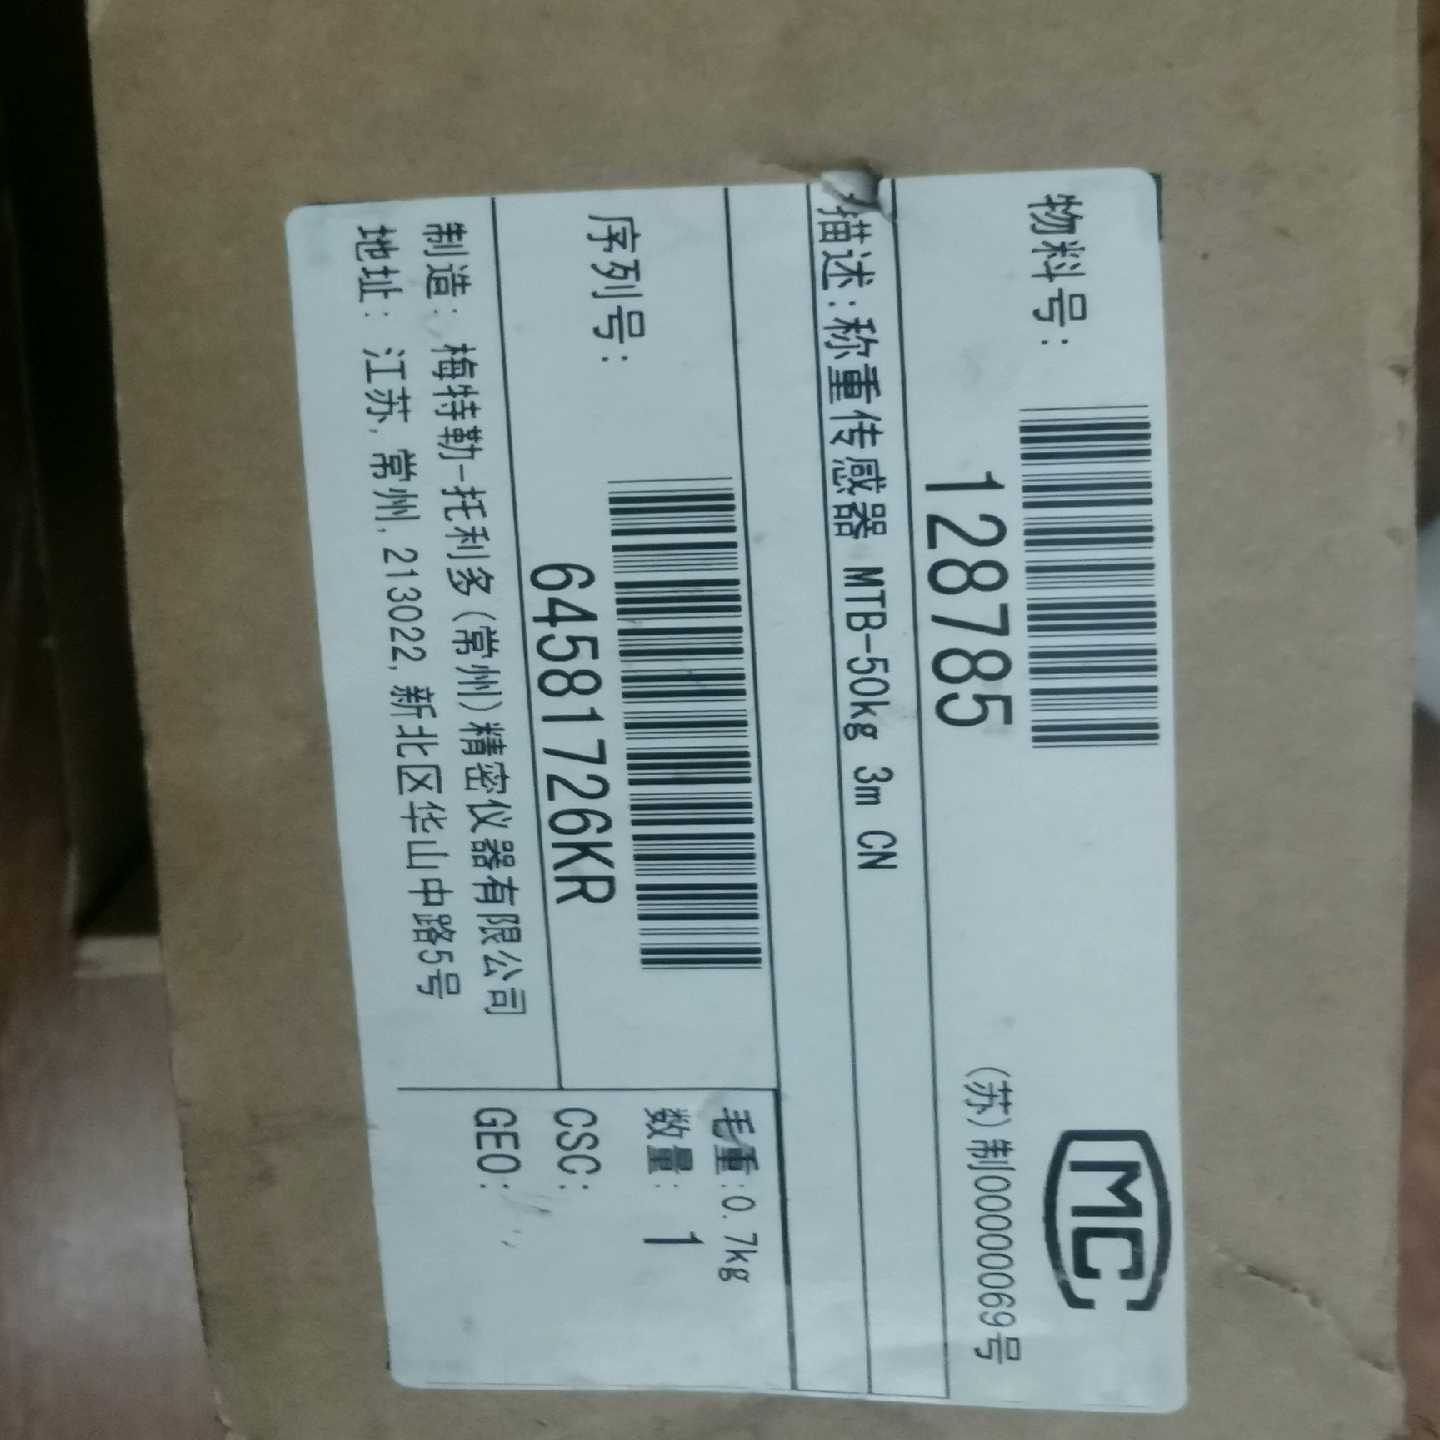 物料号：
128785
MC
(苏)制00000069号
描述：称重传感器 MTB-50kg 3m CN
序列号：
64581726KR
毛重：0.7kg
数量： 1
CSC：
GEO：
制造：梅特勒-托利多(常州)精密仪器有限公司
地址：江苏,常州,213022,新北区华山中路5号